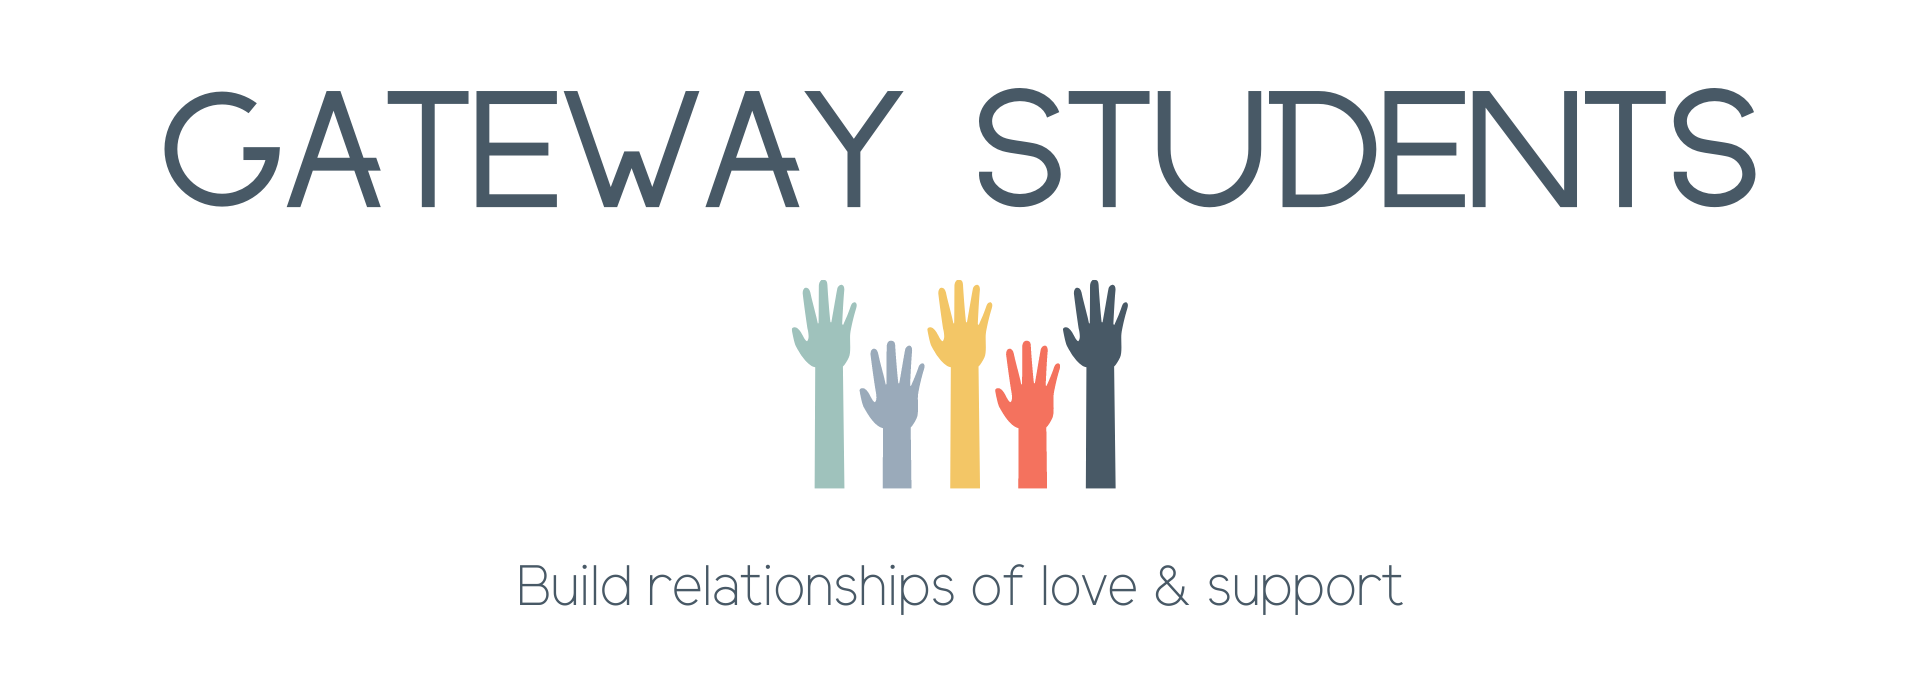 GATEWAY STUDENTS
Build relationships of love & support